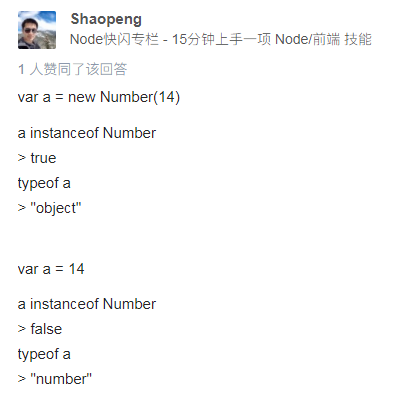 Shaopeng
Node快闪专栏 - 15分钟上手一项 Node/前端 技能
1 人赞同了该回答
var a = new Number(14)
a instanceof Number
> true
typeof a
> "object"
var a = 14
a instanceof Number
> false
typeof a
> "number"